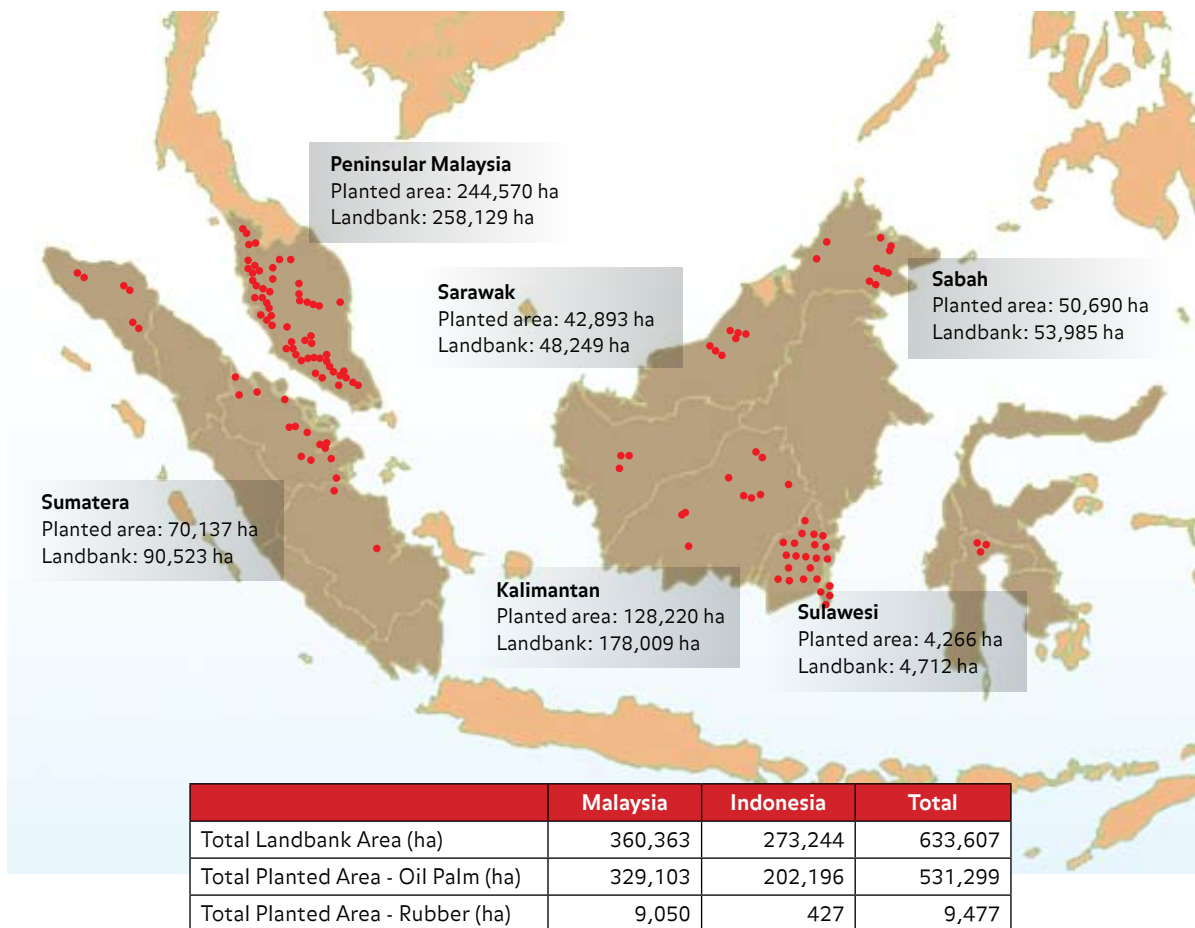 Peninsular Malaysia
Planted area: 244,570 ha
Landbank: 258,129 ha
Sarawak
Planted area: 42,893 ha
Landbank: 48,249 ha
Sabah
Planted area: 50,690 ha
Landbank: 53,985 ha
Sumatera
Planted area: 70,137 ha
Landbank: 90,523 ha
Kalimantan
Planted area: 128,220 ha
Landbank: 178,009 ha
Sulawesi
Planted area: 4,266 ha
Landbank: 4,712 ha
Malaysia Indonesia Total
Total Landbank Area (ha) 360,363 273,244 633,607
Total Planted Area - Oil Palm (ha) 329,103 202,196 531,299
Total Planted Area - Rubber (ha) 9,050 427 9,477